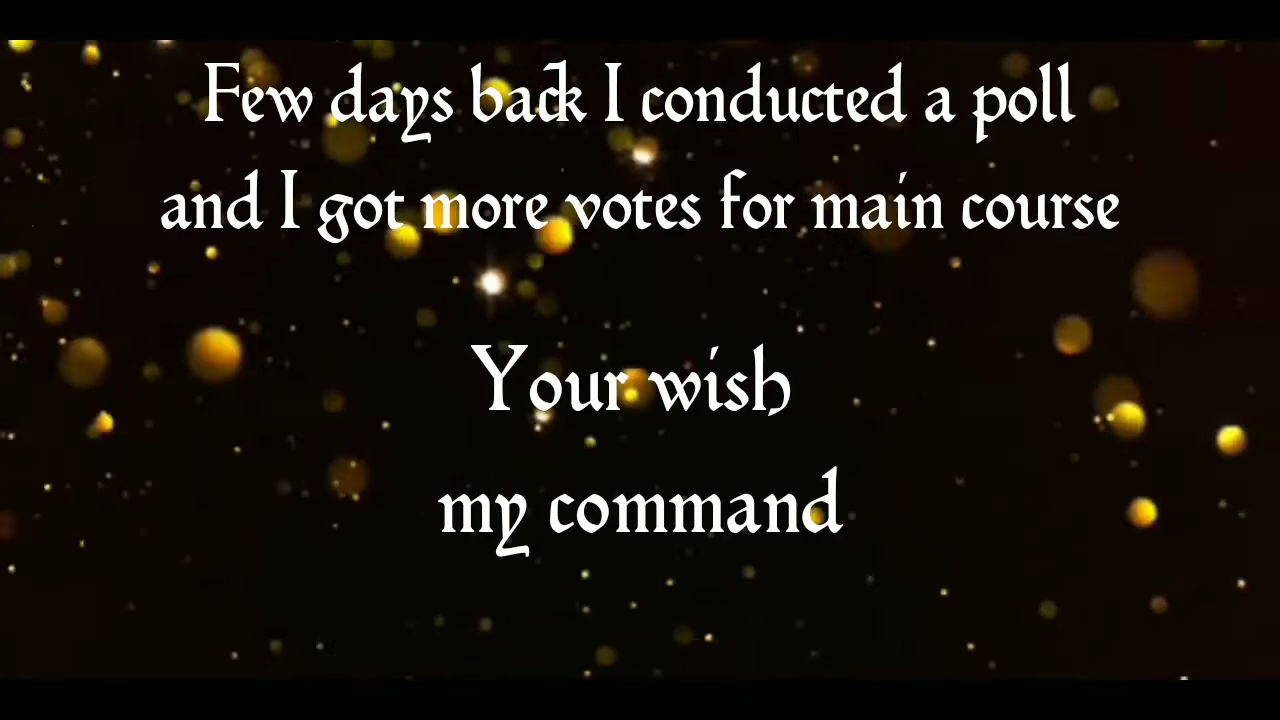 Few days back I conducted a poll
and I got more votes for main course
Your wish
my command